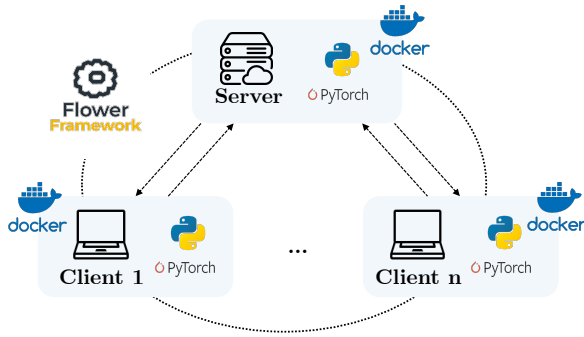 docker
Server
PyTorch
Flower
Framework
docker
Client 1
PyTorch
...
docker
Client n
PyTorch